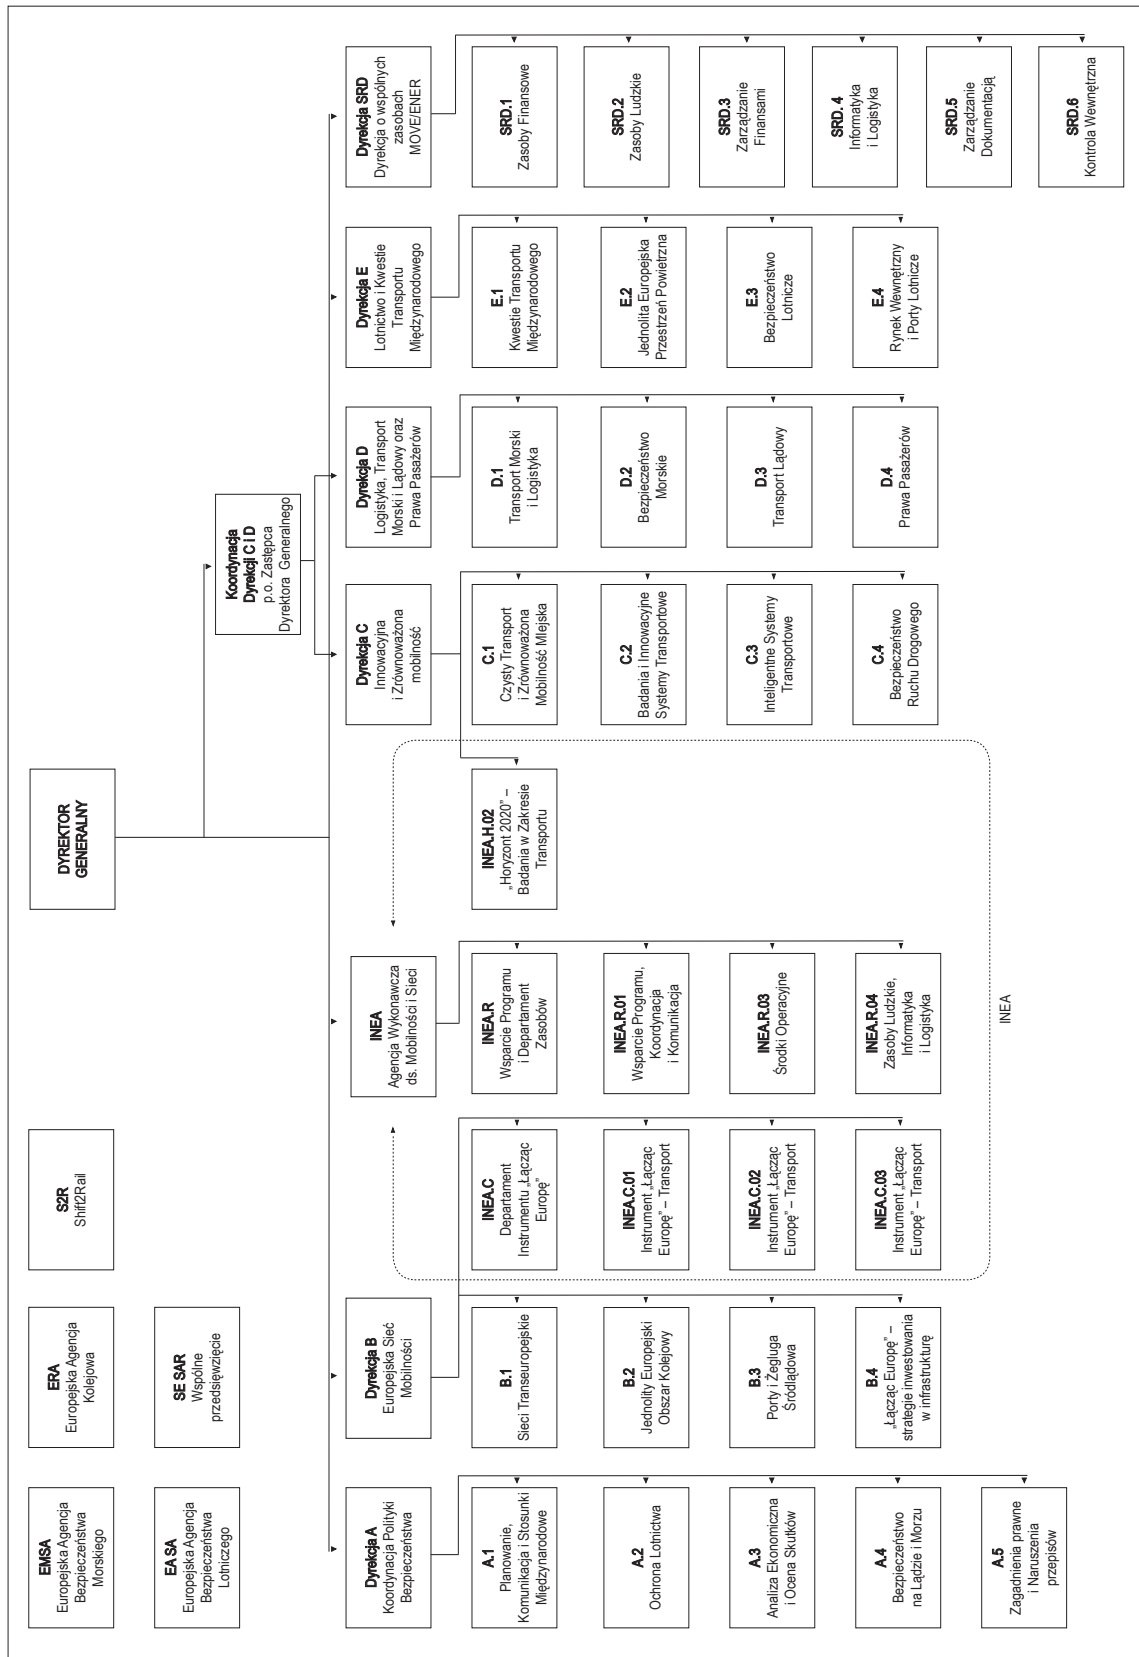 EMSA
Europejska Agencja
Bezpieczeństwa
Morskiego
ERA
Europejska Agencja
Kolejowa
S2R
Shift2Rail
DYREKTOR
GENERALNY
EA SA
Europejska Agencja
Bezpieczeństwa
Lotniczego
SE SAR
Wspólne
przedsięwzięcie
Koordynacja
Dyrekcji C i D
p.o. Zastępca
Dyrektora Generalnego
Dyrekcja A
Koordynacja Polityki
Bezpieczeństwa
Dyrekcja B
Europejska Sieć
Mobilności
INEA
Agencja Wykonawcza
ds. Mobilności i Sieci
Dyrekcja C
Innowacyjna
i Zrównoważona
mobilność
Dyrekcja D
Logistyka, Transport
Morski i Lądowy oraz
Prawa Pasażerów
Dyrekcja E
Lotnictwo i Kwestie
Transportu
Międzynarodowego
Dyrekcja SRD
Dyrekcja o wspólnych
zasobach
MOVE/ENER
A.1
Planowanie,
Komunikacja i Stosunki
Międzynarodowe
B.1
Sieci Transeuropejskie
INEA.C
Departament
Instrumentu „Łącząc
Europę”
INEA.R
Wsparcie Programu
i Departament
Zasobów
INEA.H.02
„Horyzont 2020” –
Badania w Zakresie
Transportu
C.1
Czysty Transport
i Zrównoważona
Mobilność MIejska
D.1
Transport Morski
i Logistyka
E.1
Kwestie Transportu
Międzynarodowego
SRD.1
Zasoby Finansowe
A.2
Ochrona Lotnictwa
B.2
Jednolity Europejski
Obszar Kolejowy
INEA.C.01
Instrument „Łącząc
Europę” – Transport
INEA.R.01
Wsparcie Programu,
Koordynacja
i Komunikacja
C.2
Badania i Innowacyjne
Systemy Transportowe
D.2
Bezpieczeństwo
Morskie
E.2
Jednolita Europejska
Przestrzeń Powietrzna
SRD.2
Zasoby Ludzkie
A.3
Analiza Ekonomiczna
i Ocena Skutków
B.3
Porty i Żegluga
Śródlądowa
INEA.C.02
Instrument „Łącząc
Europę” – Transport
INEA.R.03
Środki Operacyjne
C.3
Inteligentne Systemy
Transportowe
D.3
Transport Lądowy
E.3
Bezpieczeństwo
Lotnicze
SRD.3
Zarządzanie
Finansami
A.4
Bezpieczeństwo
na Lądzie i Morzu
B.4
„Łącząc Europę” –
strategie inwestowania
w infrastrukturę
INEA.C.03
Instrument „Łącząc
Europę” – Transport
INEA.R.04
Zasoby Ludzkie,
Informatyka
i Logistyka
C.4
Bezpieczeństwo
Ruchu Drogowego
D.4
Prawa Pasażerów
E.4
Rynek Wewnętrzny
i Porty Lotnicze
SRD. 4
Informatyka
i Logistyka
A.5
Zagadnienia prawne
i Naruszenia
przepisów
INEA
SRD.5
Zarządzanie
Dokumentacją
SRD.6
Kontrola Wewnętrzna